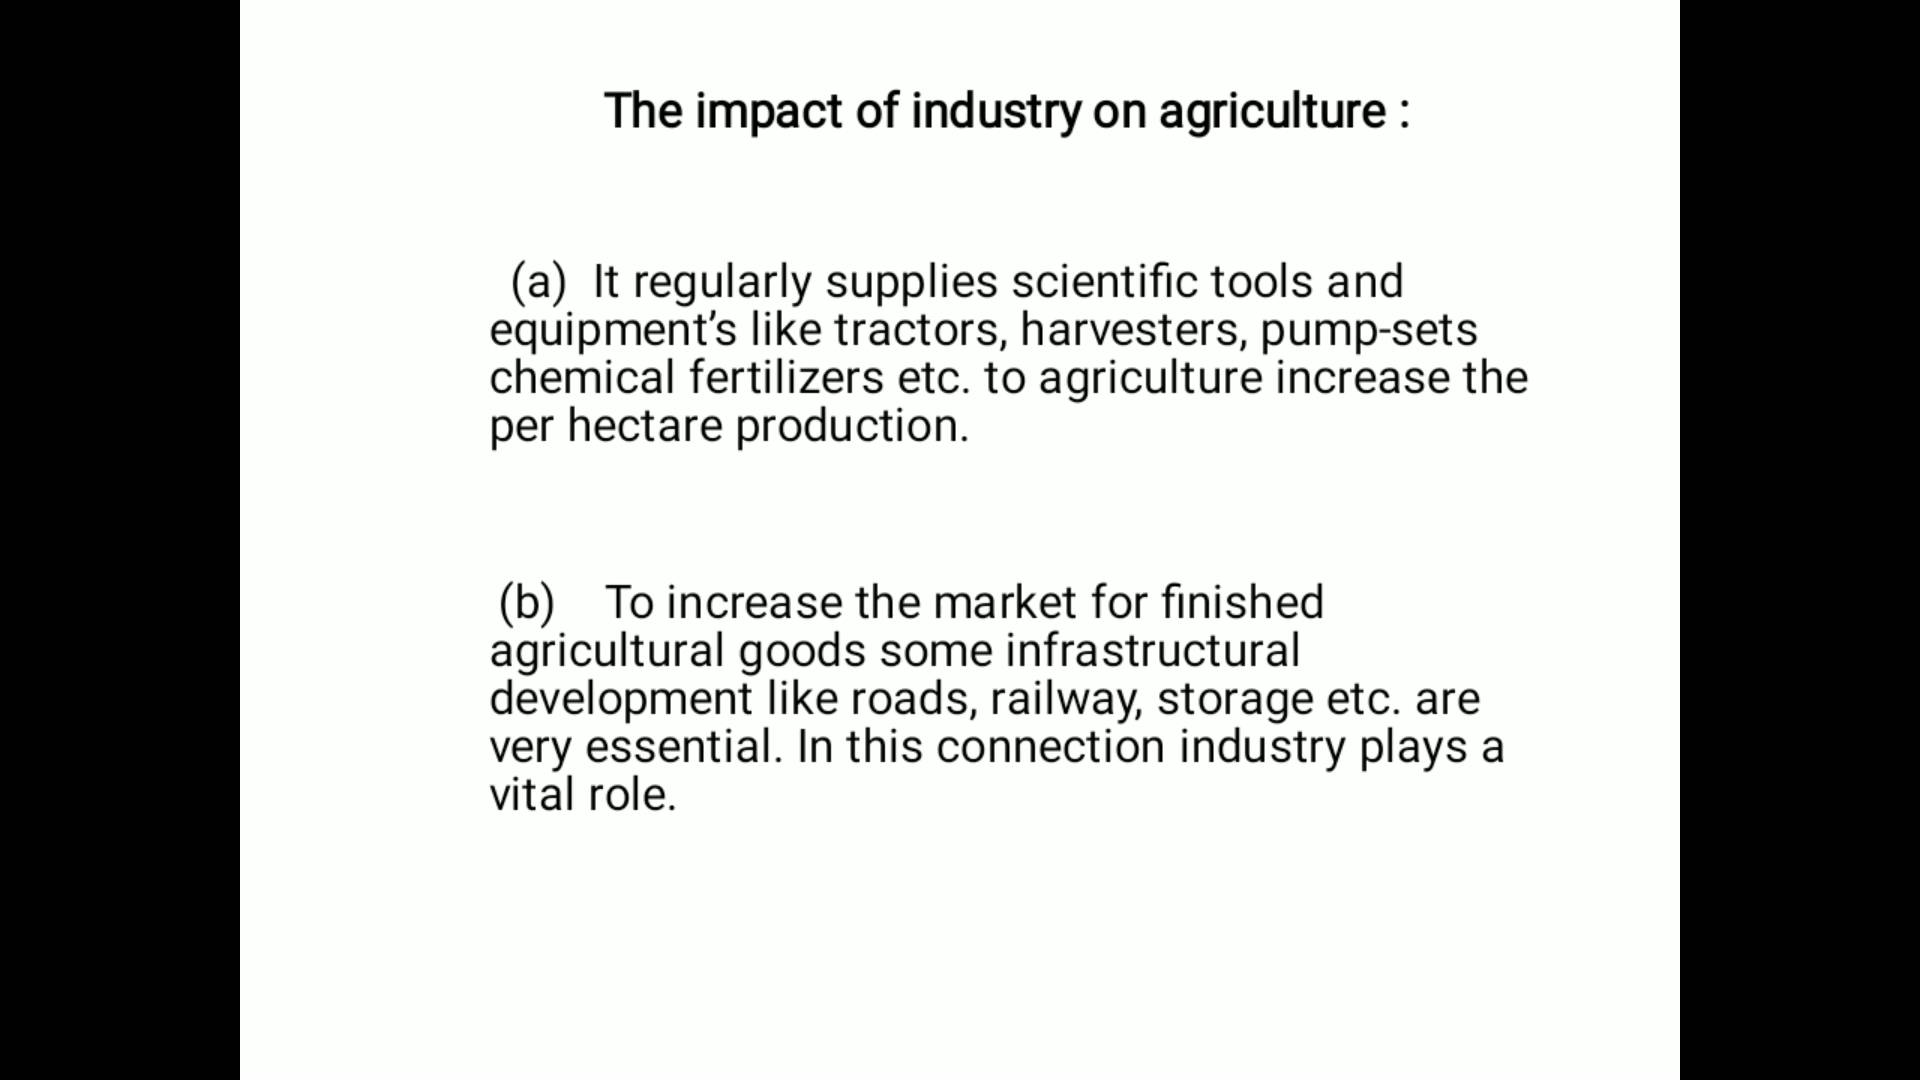 The impact of industry on agriculture :
(a) It regularly supplies scientific tools and
equipment’s like tractors, harvesters, pump-sets
chemical fertilizers etc. to agriculture increase the
per hectare production.
(b) To increase the market for finished
agricultural goods some infrastructural
development like roads, railway, storage etc. are
very essential. In this connection industry plays a
vital role.